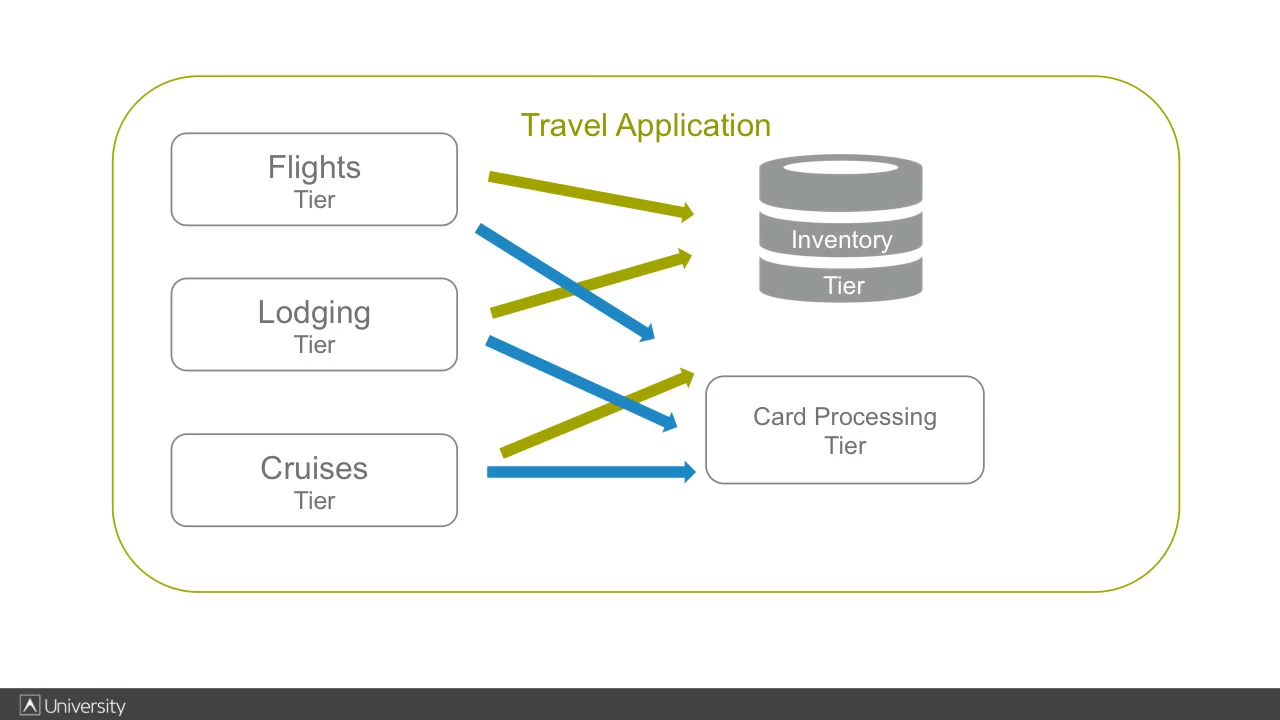 Travel Application
Flights
Tier
Lodging
Tier
Cruises
Tier
Inventory
Tier
Card Processing
Tier
University